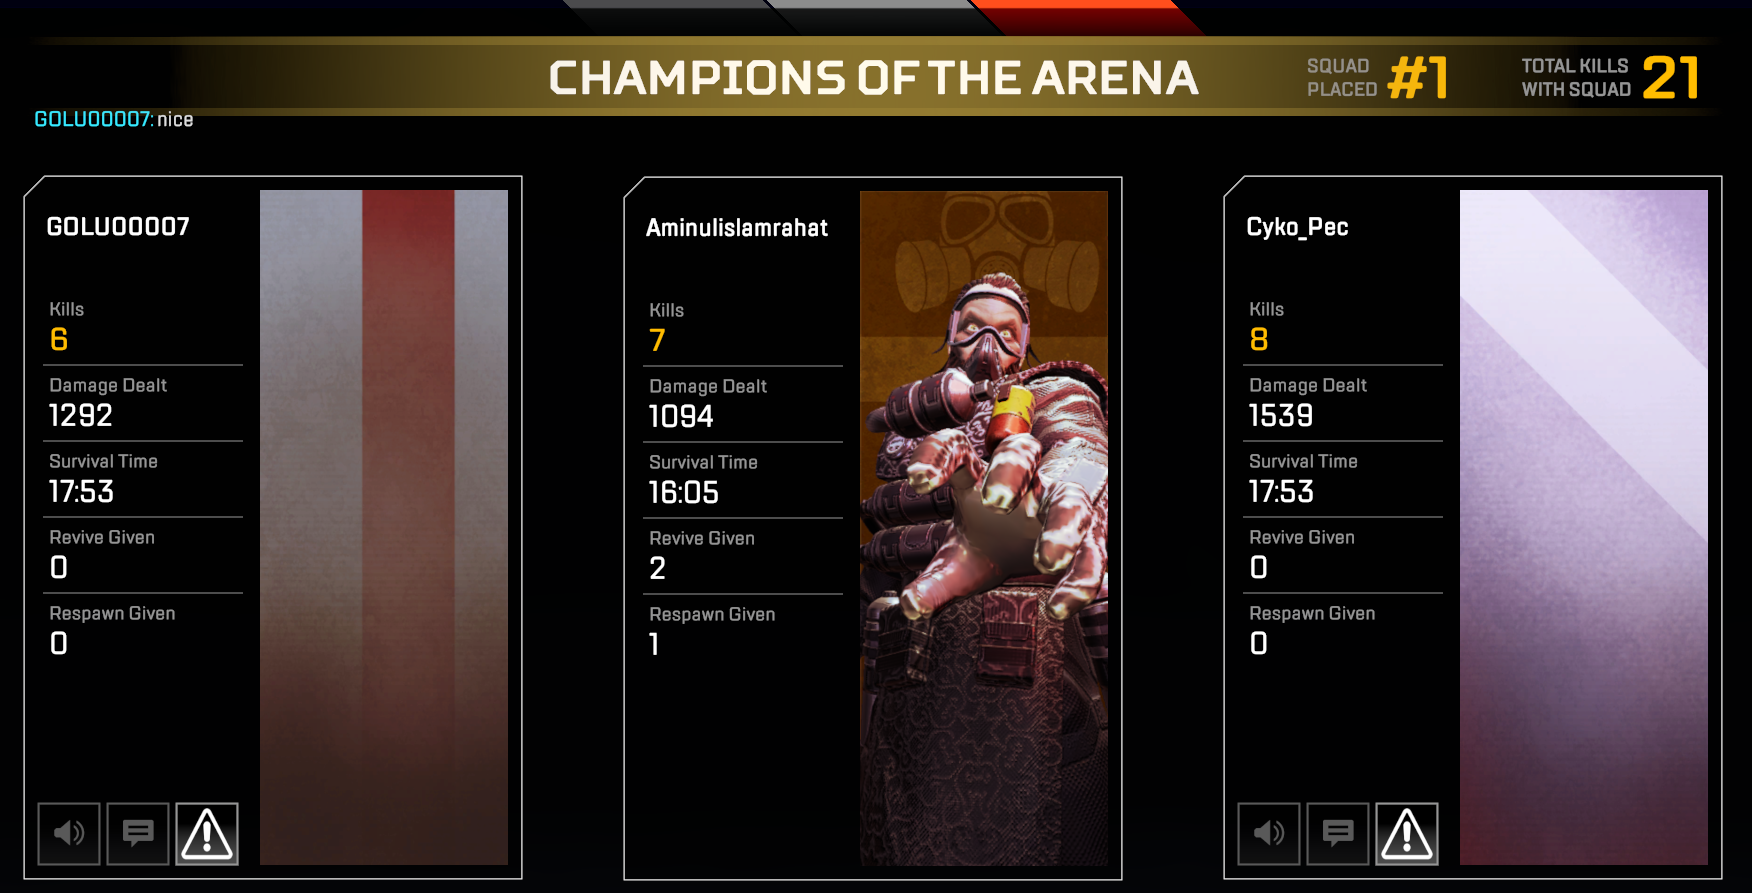 CHAMPIONS OF THE ARENA
SQUAD
PLACED
#1
TOTAL KILLS
WITH SQUAD
21
GOLU00007: nice
GOLU00007
Kills
6
Damage Dealt
1292
Survival Time
17:53
Revive Given
0
Respawn Given
0
Aminulislamrahat
Kills
7
Damage Dealt
1094
Survival Time
16:05
Revive Given
2
Respawn Given
1
Cyko_Pec
Kills
8
Damage Dealt
1539
Survival Time
17:53
Revive Given
0
Respawn Given
0